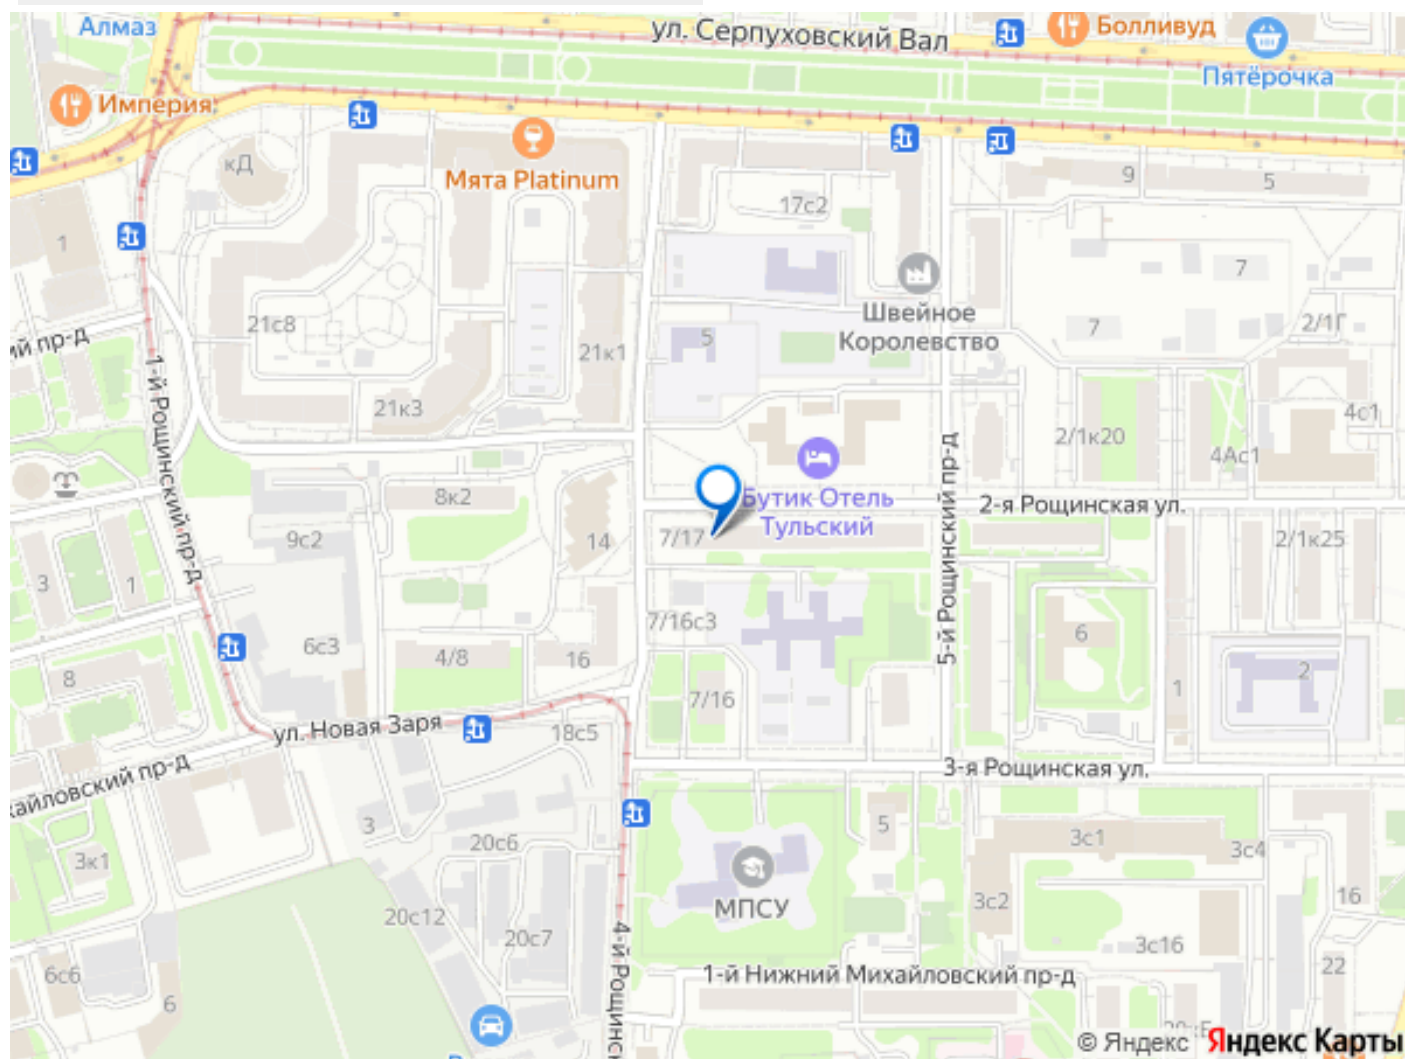 Алмаз
ул. Серпуховский Вал
Болливуд
Пятёрочка
Империя
кД
Мята Platinum
17с2
9
5
1
7
Швейное
Королевство
2/1Г
21с8
ий пр-д
5
7
21к1
1-й Рощинский пр-д
21к3
4с1
2/1к20
4Ас1
8к2
Бутик Отель
Тульский
5-й Рощинский пр-д
2-я Рощинская ул.
9с2
14
7/17
2/1к25
3
1
7/16с3
6
6с3
4/8
16
8
7/16
1
2
ул. Новая Заря
18с5
хайловский пр-д
3-я Рощинская ул.
3
20с6
5
3с1
3с4
3к1
МПСУ
16
20с12
3с2
20с7
4-й Рощинск
3с16
6с6
1-й Нижний Михайловский пр-д
22
6
© Яндекс Яндекс Карты